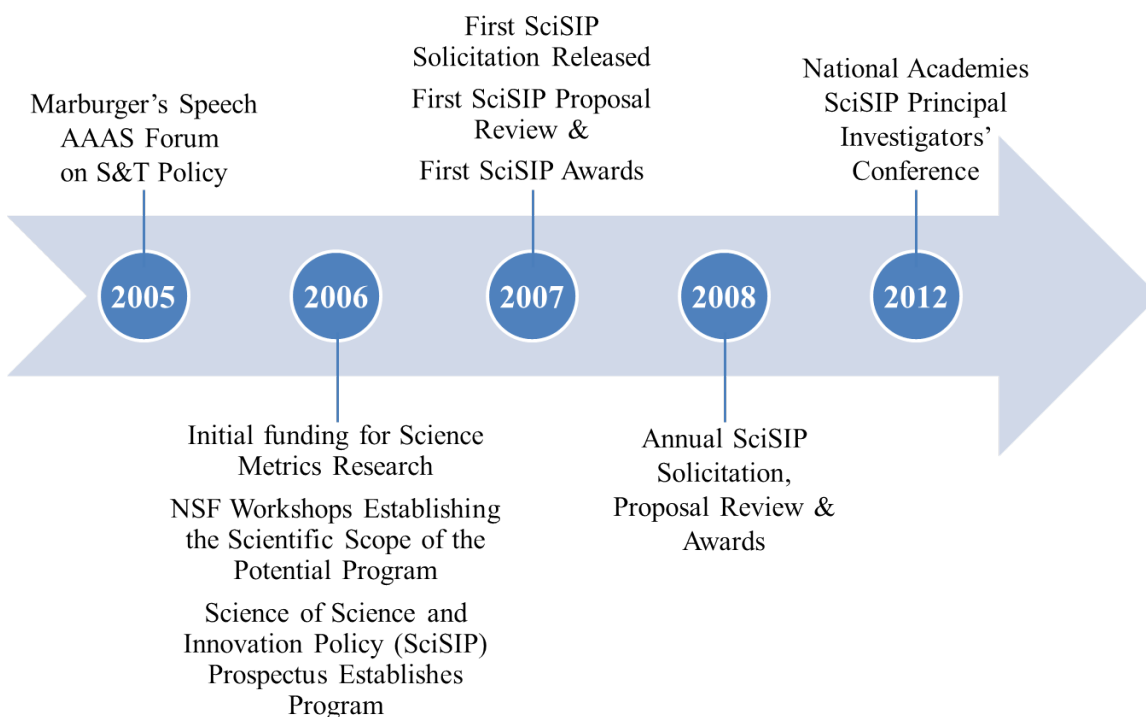 Marburger's Speech
AAAS Forum
on S&T Policy
First SciSIP
Solicitation Released
First SciSIP Proposal
Review &
First SciSIP Awards
National Academies
SciSIP Principal
Investigators'
Conference
2005
2006
2007
2008
2012
Initial funding for Science
Metrics Research
NSF Workshops Establishing
the Scientific Scope of the
Potential Program
Science of Science and
Innovation Policy (SciSIP)
Prospectus Establishes
Program
Annual SciSIP
Solicitation,
Proposal Review &
Awards